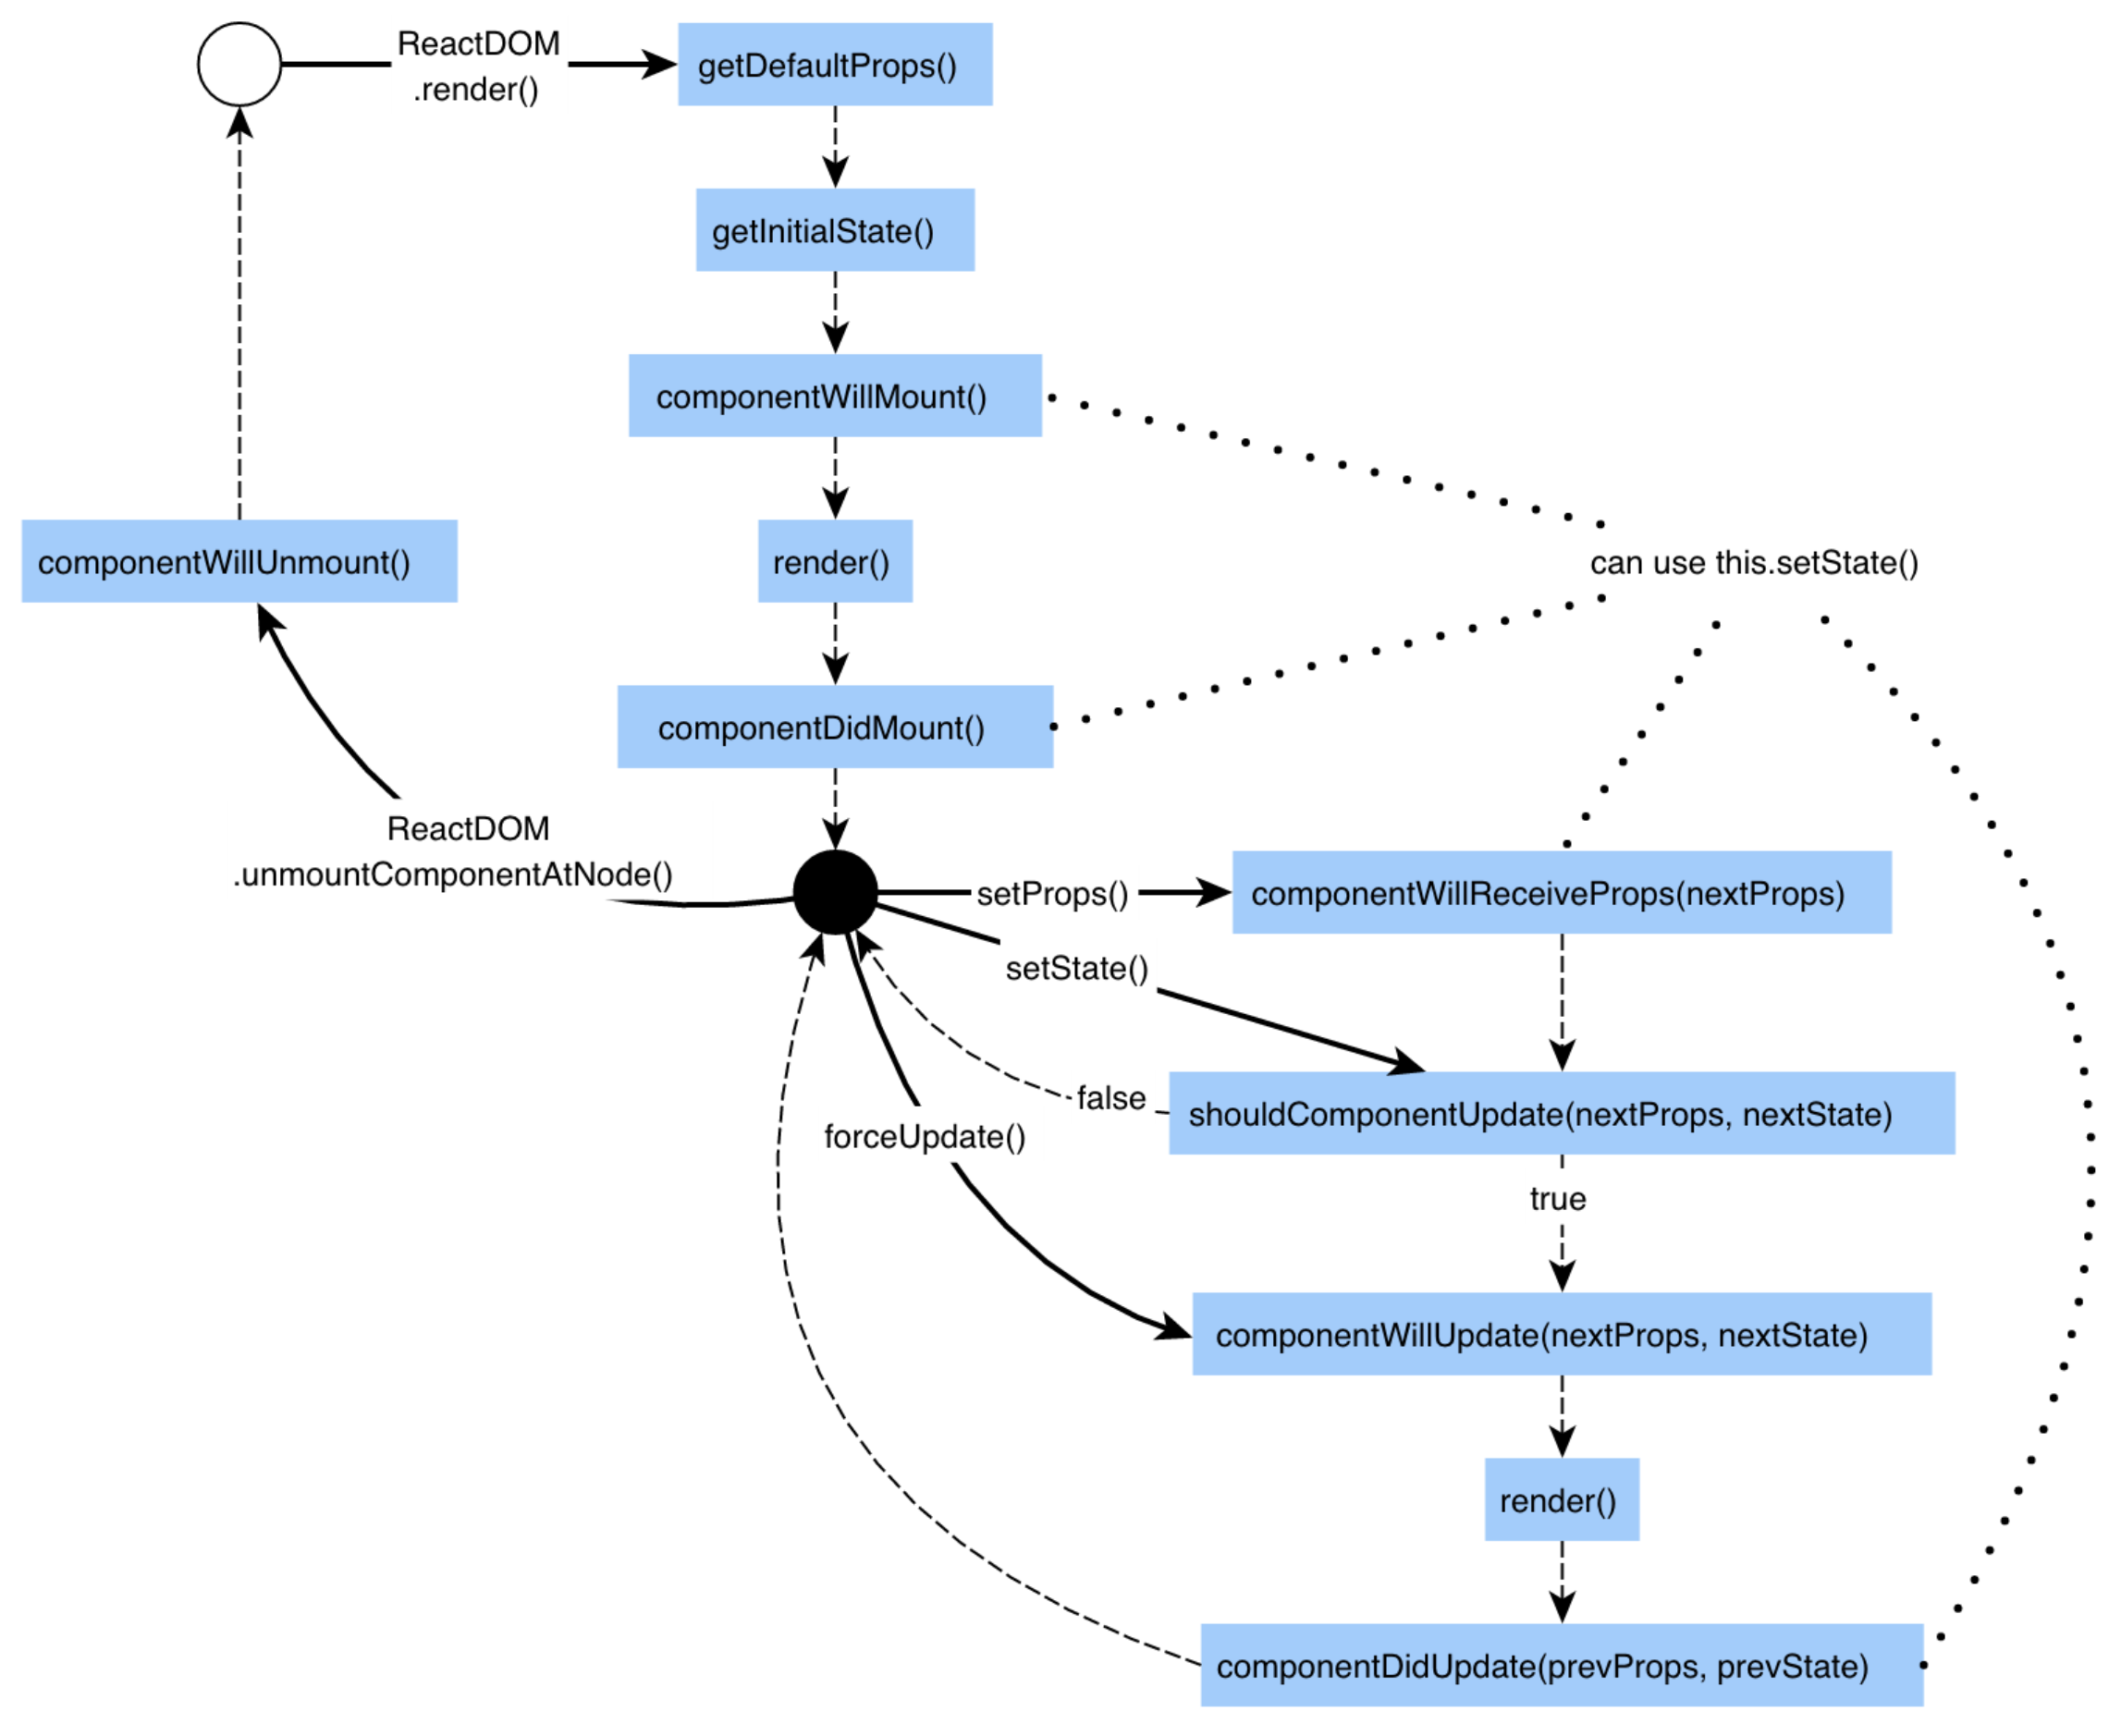 ReactDOM
.render()
getDefaultProps()
getInitialState()
componentWillMount()
componentWillUnmount()
render()
can use this.setState()
componentDidMount()
ReactDOM
.unmountComponentAtNode()
setProps()
componentWillReceiveProps(nextProps)
setState()
false
shouldComponentUpdate(nextProps, nextState)
forceUpdate()
true
componentWillUpdate(nextProps, nextState)
render()
componentDidUpdate(prevProps, prevState)